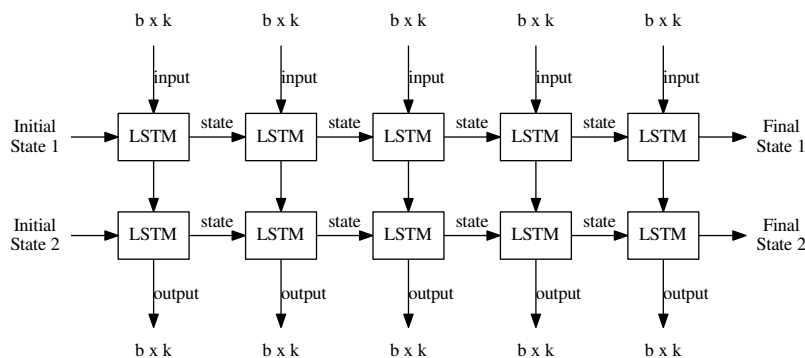 b x k b x k b x k b x k b x k
input input input input input
Initial State 1 LSTM state LSTM state LSTM state LSTM state LSTM Final State 1
Initial State 2 LSTM state LSTM state LSTM state LSTM state LSTM Final State 2
output output output output output
b x k b x k b x k b x k b x k